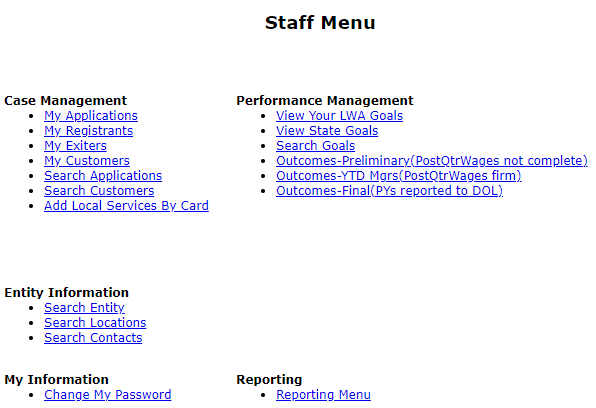 Staff Menu
Case Management
My Applications
My Registrants
My Exiters
My Customers
Search Applications
Search Customers
Add Local Services By Card
Performance Management
View Your LWA Goals
View State Goals
Search Goals
Outcomes-Preliminary(PostQtrWages not complete)
Outcomes-YTD Mgrs(PostQtrWages firm)
Outcomes-Final(PYs reported to DOL)
Entity Information
Search Entity
Search Locations
Search Contacts
My Information
Change My Password
Reporting
Reporting Menu